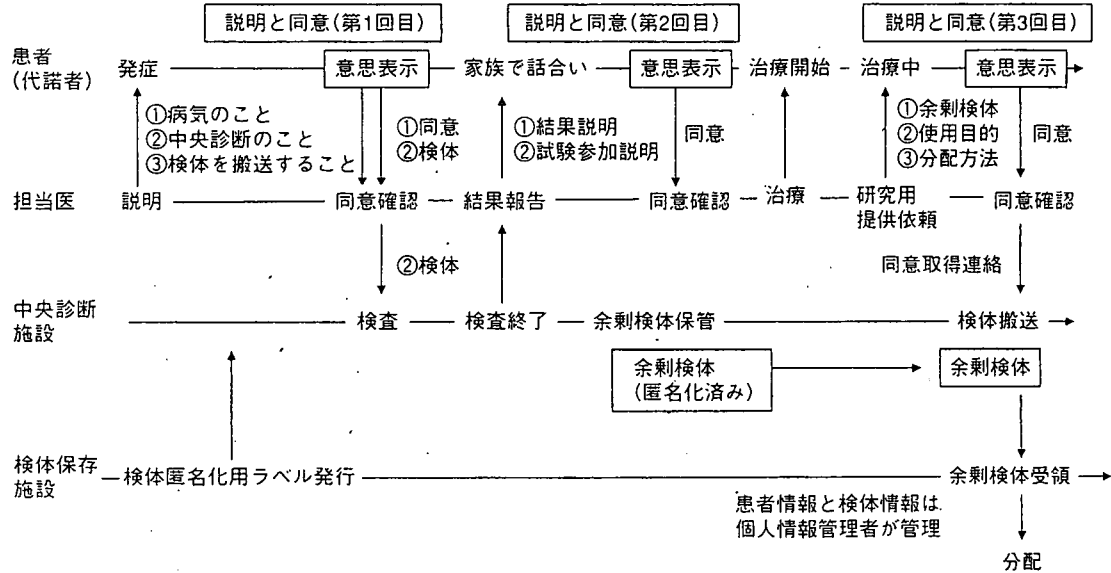 説明と同意(第1回目)
説明と同意(第2回目)
説明と同意(第3回目)
患者
(代諾者)
発症
意思表示
家族で話合い
意思表示
治療開始
治療中
意思表示
①病気のこと
②中央診断のこと
③検体を搬送すること
①同意
②検体
①結果説明
②試験参加説明
同意
①余剰検体
②使用目的
③分配方法
同意
担当医
説明
同意確認
結果報告
同意確認
治療
研究用
提供依頼
同意確認
②検体
同意取得連絡
中央診断
施設
検査
検査終了
余剰検体保管
検体搬送
余剰検体
(匿名化済み)
余剰検体
検体保存
施設
検体匿名化用ラベル発行
余剰検体受領
患者情報と検体情報は
個人情報管理者が管理
分配